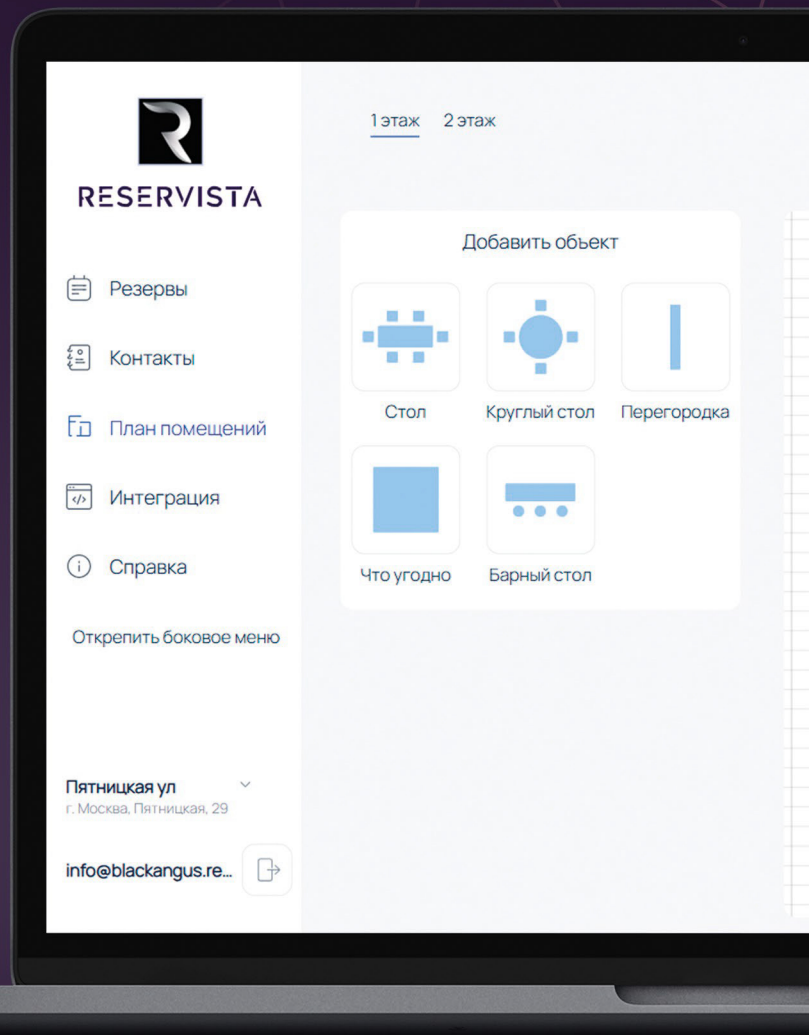 RESERVISTA
Резервы
Контакты
План помещений
Интеграция
Справка
Открепить боковое меню
Пятницкая ул
г. Москва, Пятницкая, 29
info@blackangus.re...
1 этаж 2 этаж
Добавить объект
Стол Круглый стол Перегородка
Что угодно Барный стол